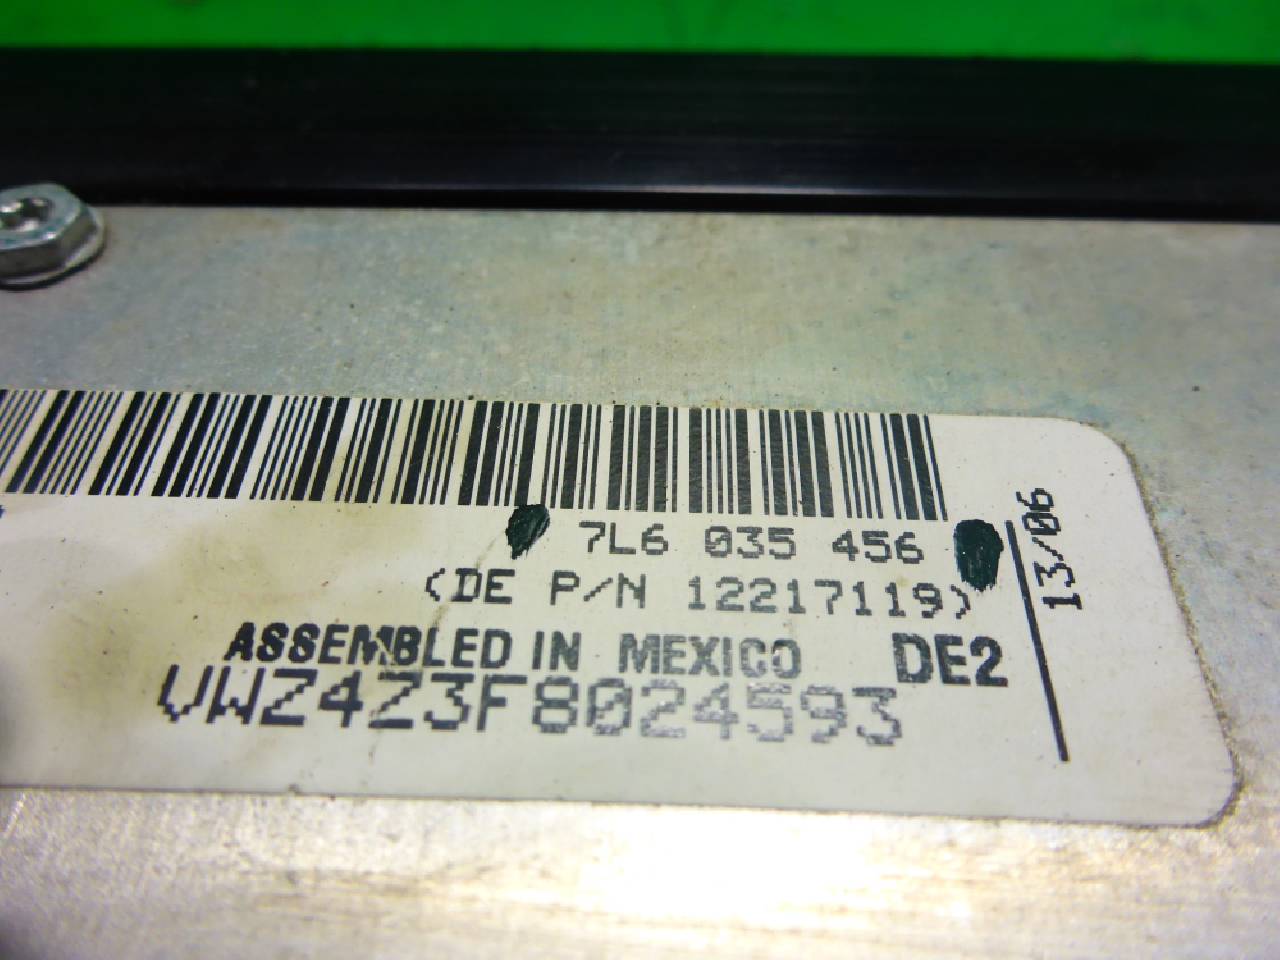 7L6 035 456
(DE P/N 12217119)
ASSEMBLED IN MEXICO DE2
VWZ4Z3F8024593
13/06